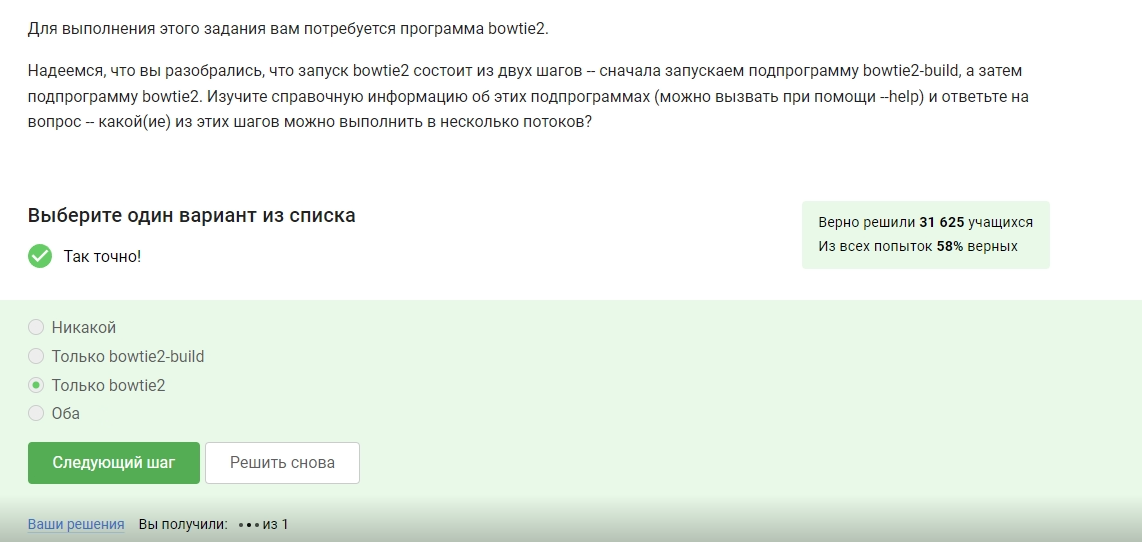 Для выполнения этого задания вам потребуется программа bowtie2.
Надеемся, что вы разобрались, что запуск bowtie2 состоит из двух шагов -- сначала запускаем подпрограмму bowtie2-build, а затем
подпрограмму bowtie2. Изучите справочную информацию об этих подпрограммах (можно вызвать при помощи --help) и ответьте на
вопрос -- какой(ие) из этих шагов можно выполнить в несколько потоков?
Выберите один вариант из списка
Верно решили 31 625 учащихся
Из всех попыток 58% верных
Так точно!
Никакой
Только bowtie2-build
Только bowtie2
Оба
Следующий шаг
Решить снова
Ваши решения Вы получили: ••• из 1